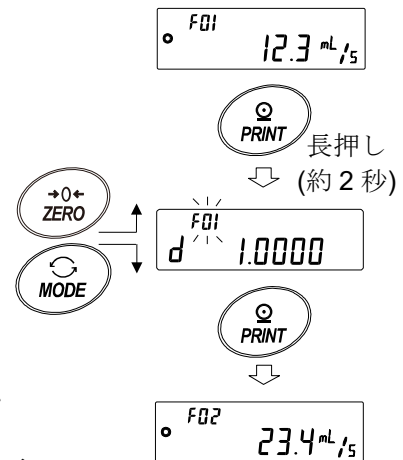 F01
12.3 mL/s
PRINT
長押し
(約2秒)
→0←
ZERO
F01
d 1.0000
MODE
PRINT
F02
23.4 mL/s